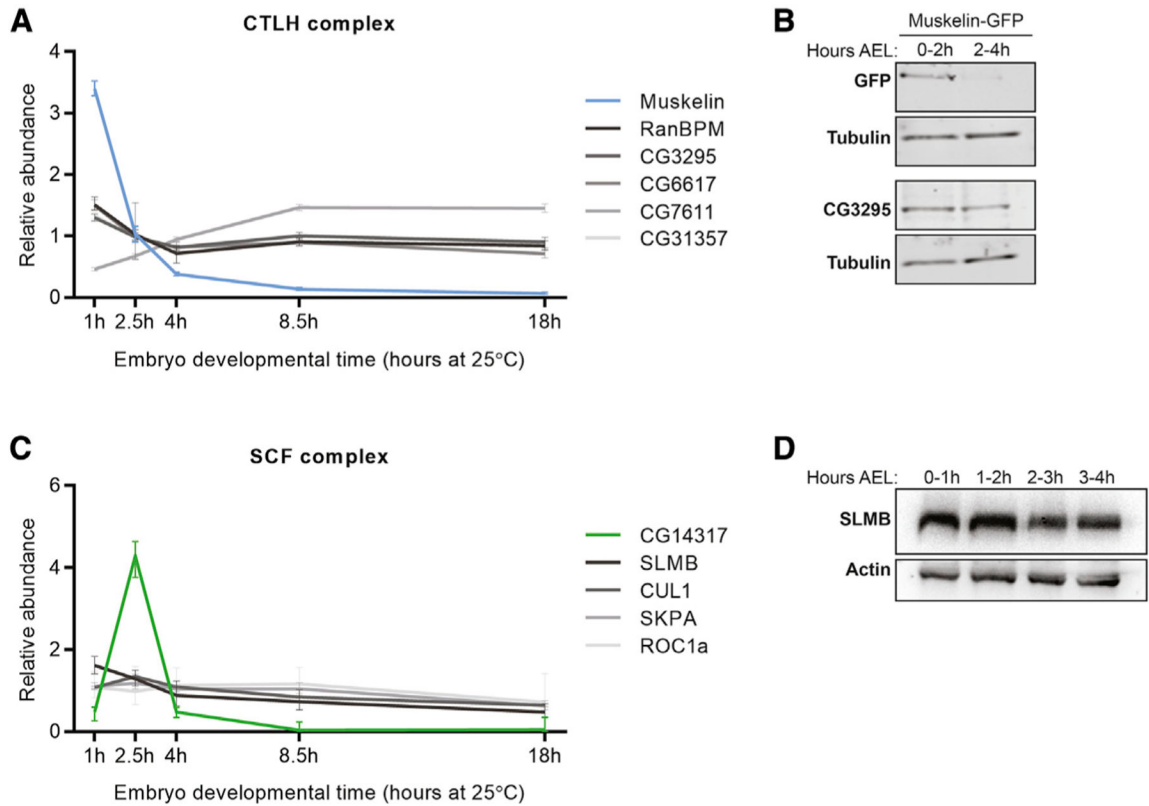 A
CTLH complex
Relative abundance
4
3
2
1
0
1h 2.5h 4h 8.5h 18h
Embryo developmental time (hours at 25°C)
Muskelin
RanBPM
CG3295
CG6617
CG7611
CG31357
B
Muskelin-GFP
Hours AEL: 0-2h 2-4h
GFP
Tubulin
CG3295
Tubulin
C
SCF complex
Relative abundance
6
4
2
0
1h 2.5h 4h 8.5h 18h
Embryo developmental time (hours at 25°C)
CG14317
SLMB
CUL1
SKPA
ROC1a
D
Hours AEL: 0-1h 1-2h 2-3h 3-4h
SLMB
Actin